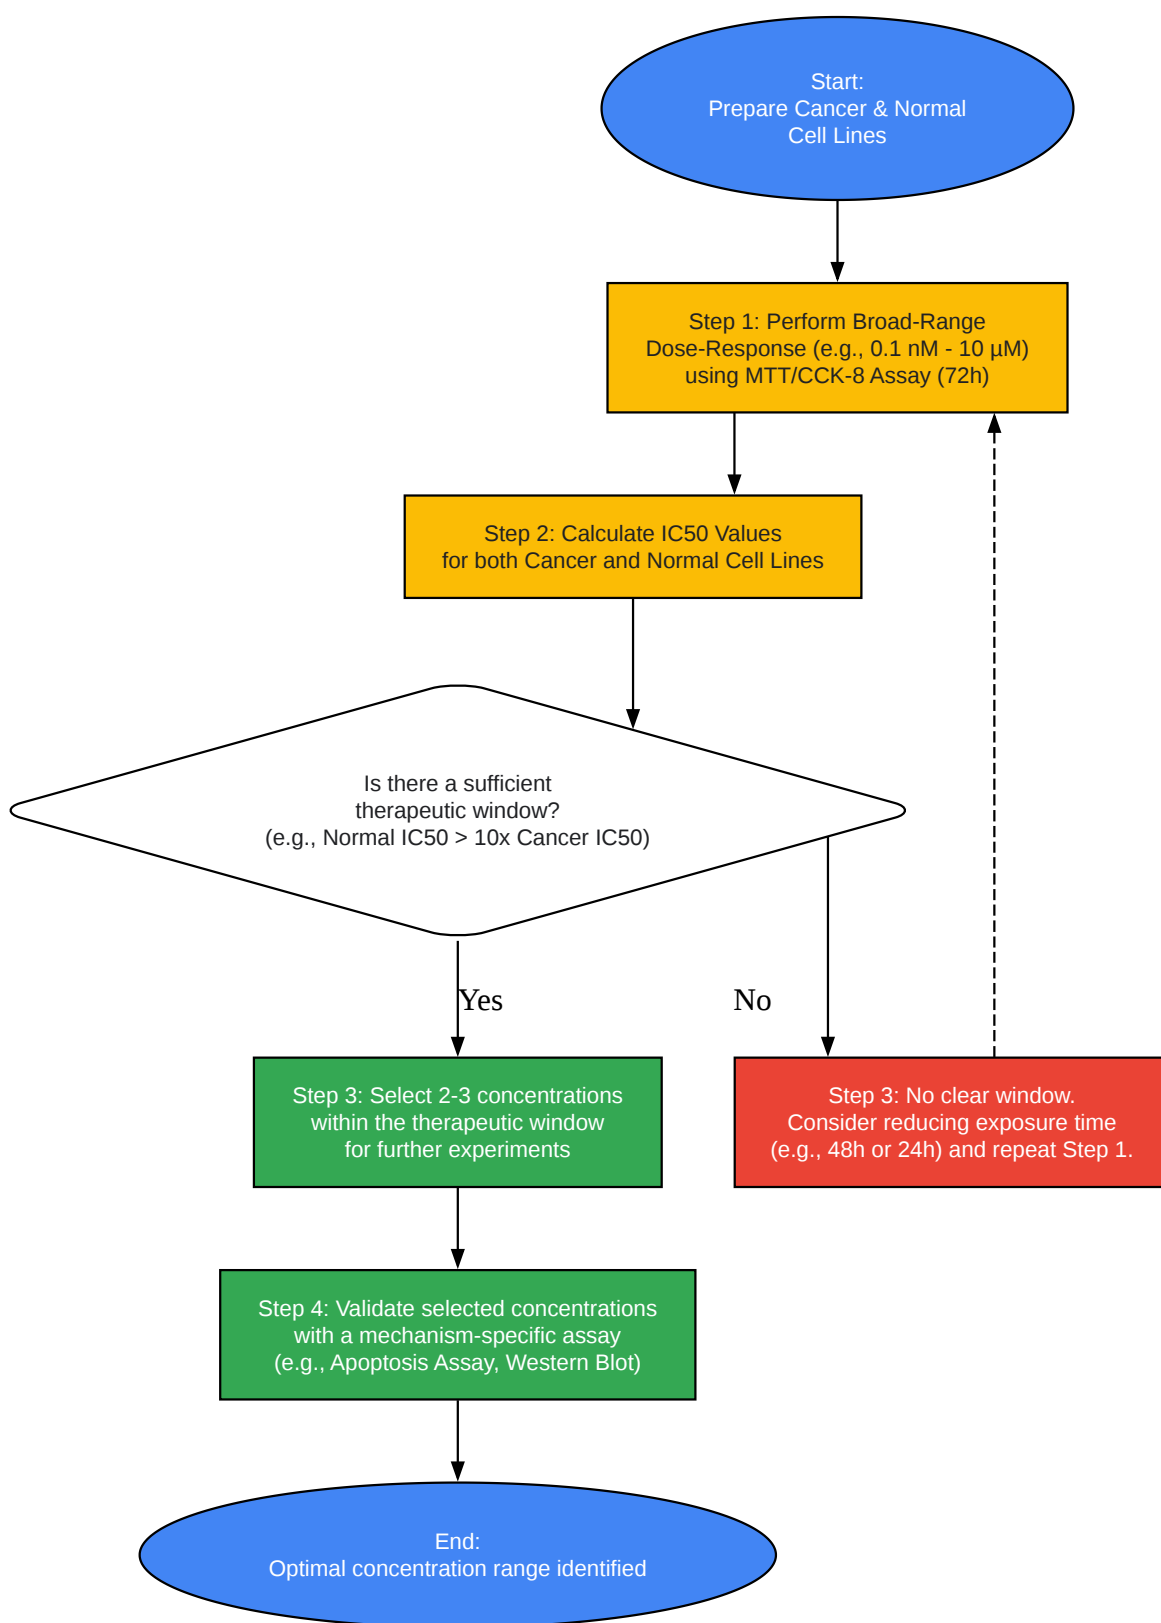 Start:
Prepare Cancer & Normal
Cell Lines
Step 1: Perform Broad-Range
Dose-Response (e.g., 0.1 nM - 10 µM)
using MTT/CCK-8 Assay (72h)
Step 2: Calculate IC50 Values
for both Cancer and Normal Cell Lines
Is there a sufficient
therapeutic window?
(e.g., Normal IC50 > 10x Cancer IC50)
Yes
No
Step 3: Select 2-3 concentrations
within the therapeutic window
for further experiments
Step 3: No clear window.
Consider reducing exposure time
(e.g., 48h or 24h) and repeat Step 1.
Step 4: Validate selected concentrations
with a mechanism-specific assay
(e.g., Apoptosis Assay, Western Blot)
End:
Optimal concentration range identified